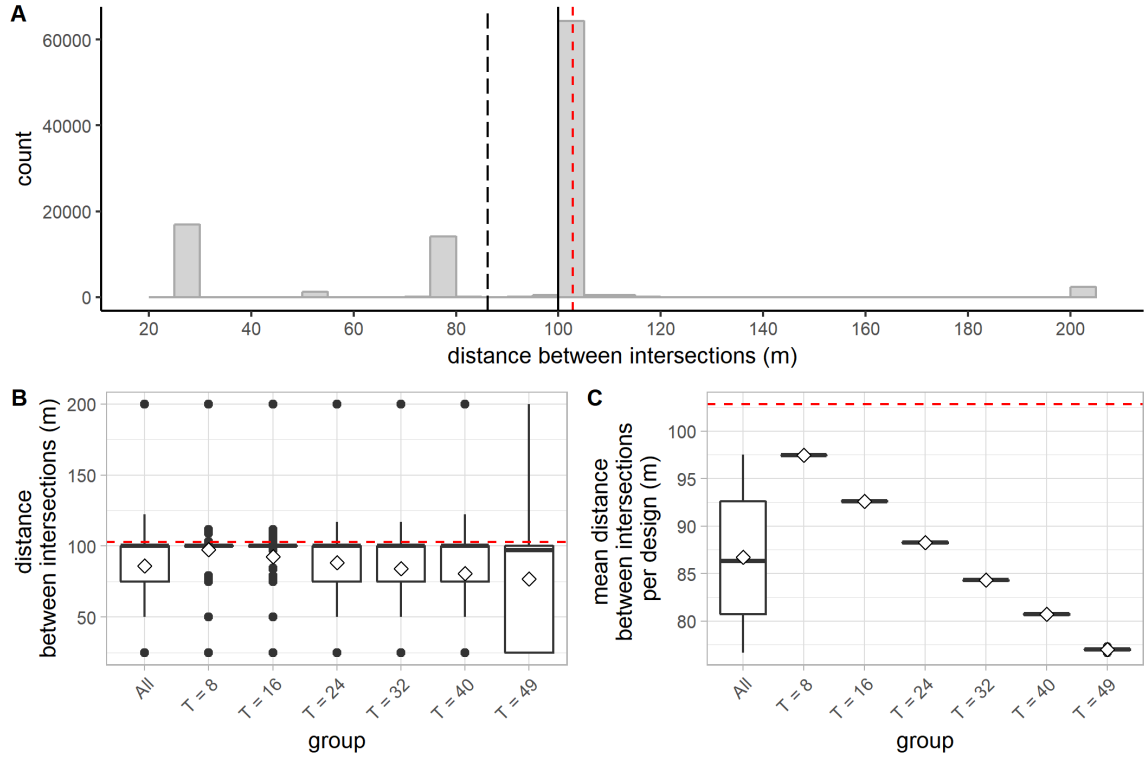 A
count
60000
40000
20000
0
20 40 60 80 100 120 140 160 180 200
distance between intersections (m)
B
distance
between intersections (m)
200
150
100
50
All T = 8 T = 16 T = 24 T = 32 T = 40 T = 49
group
C
mean distance
between intersections
per design (m)
100
95
90
85
80
All T = 8 T = 16 T = 24 T = 32 T = 40 T = 49
group